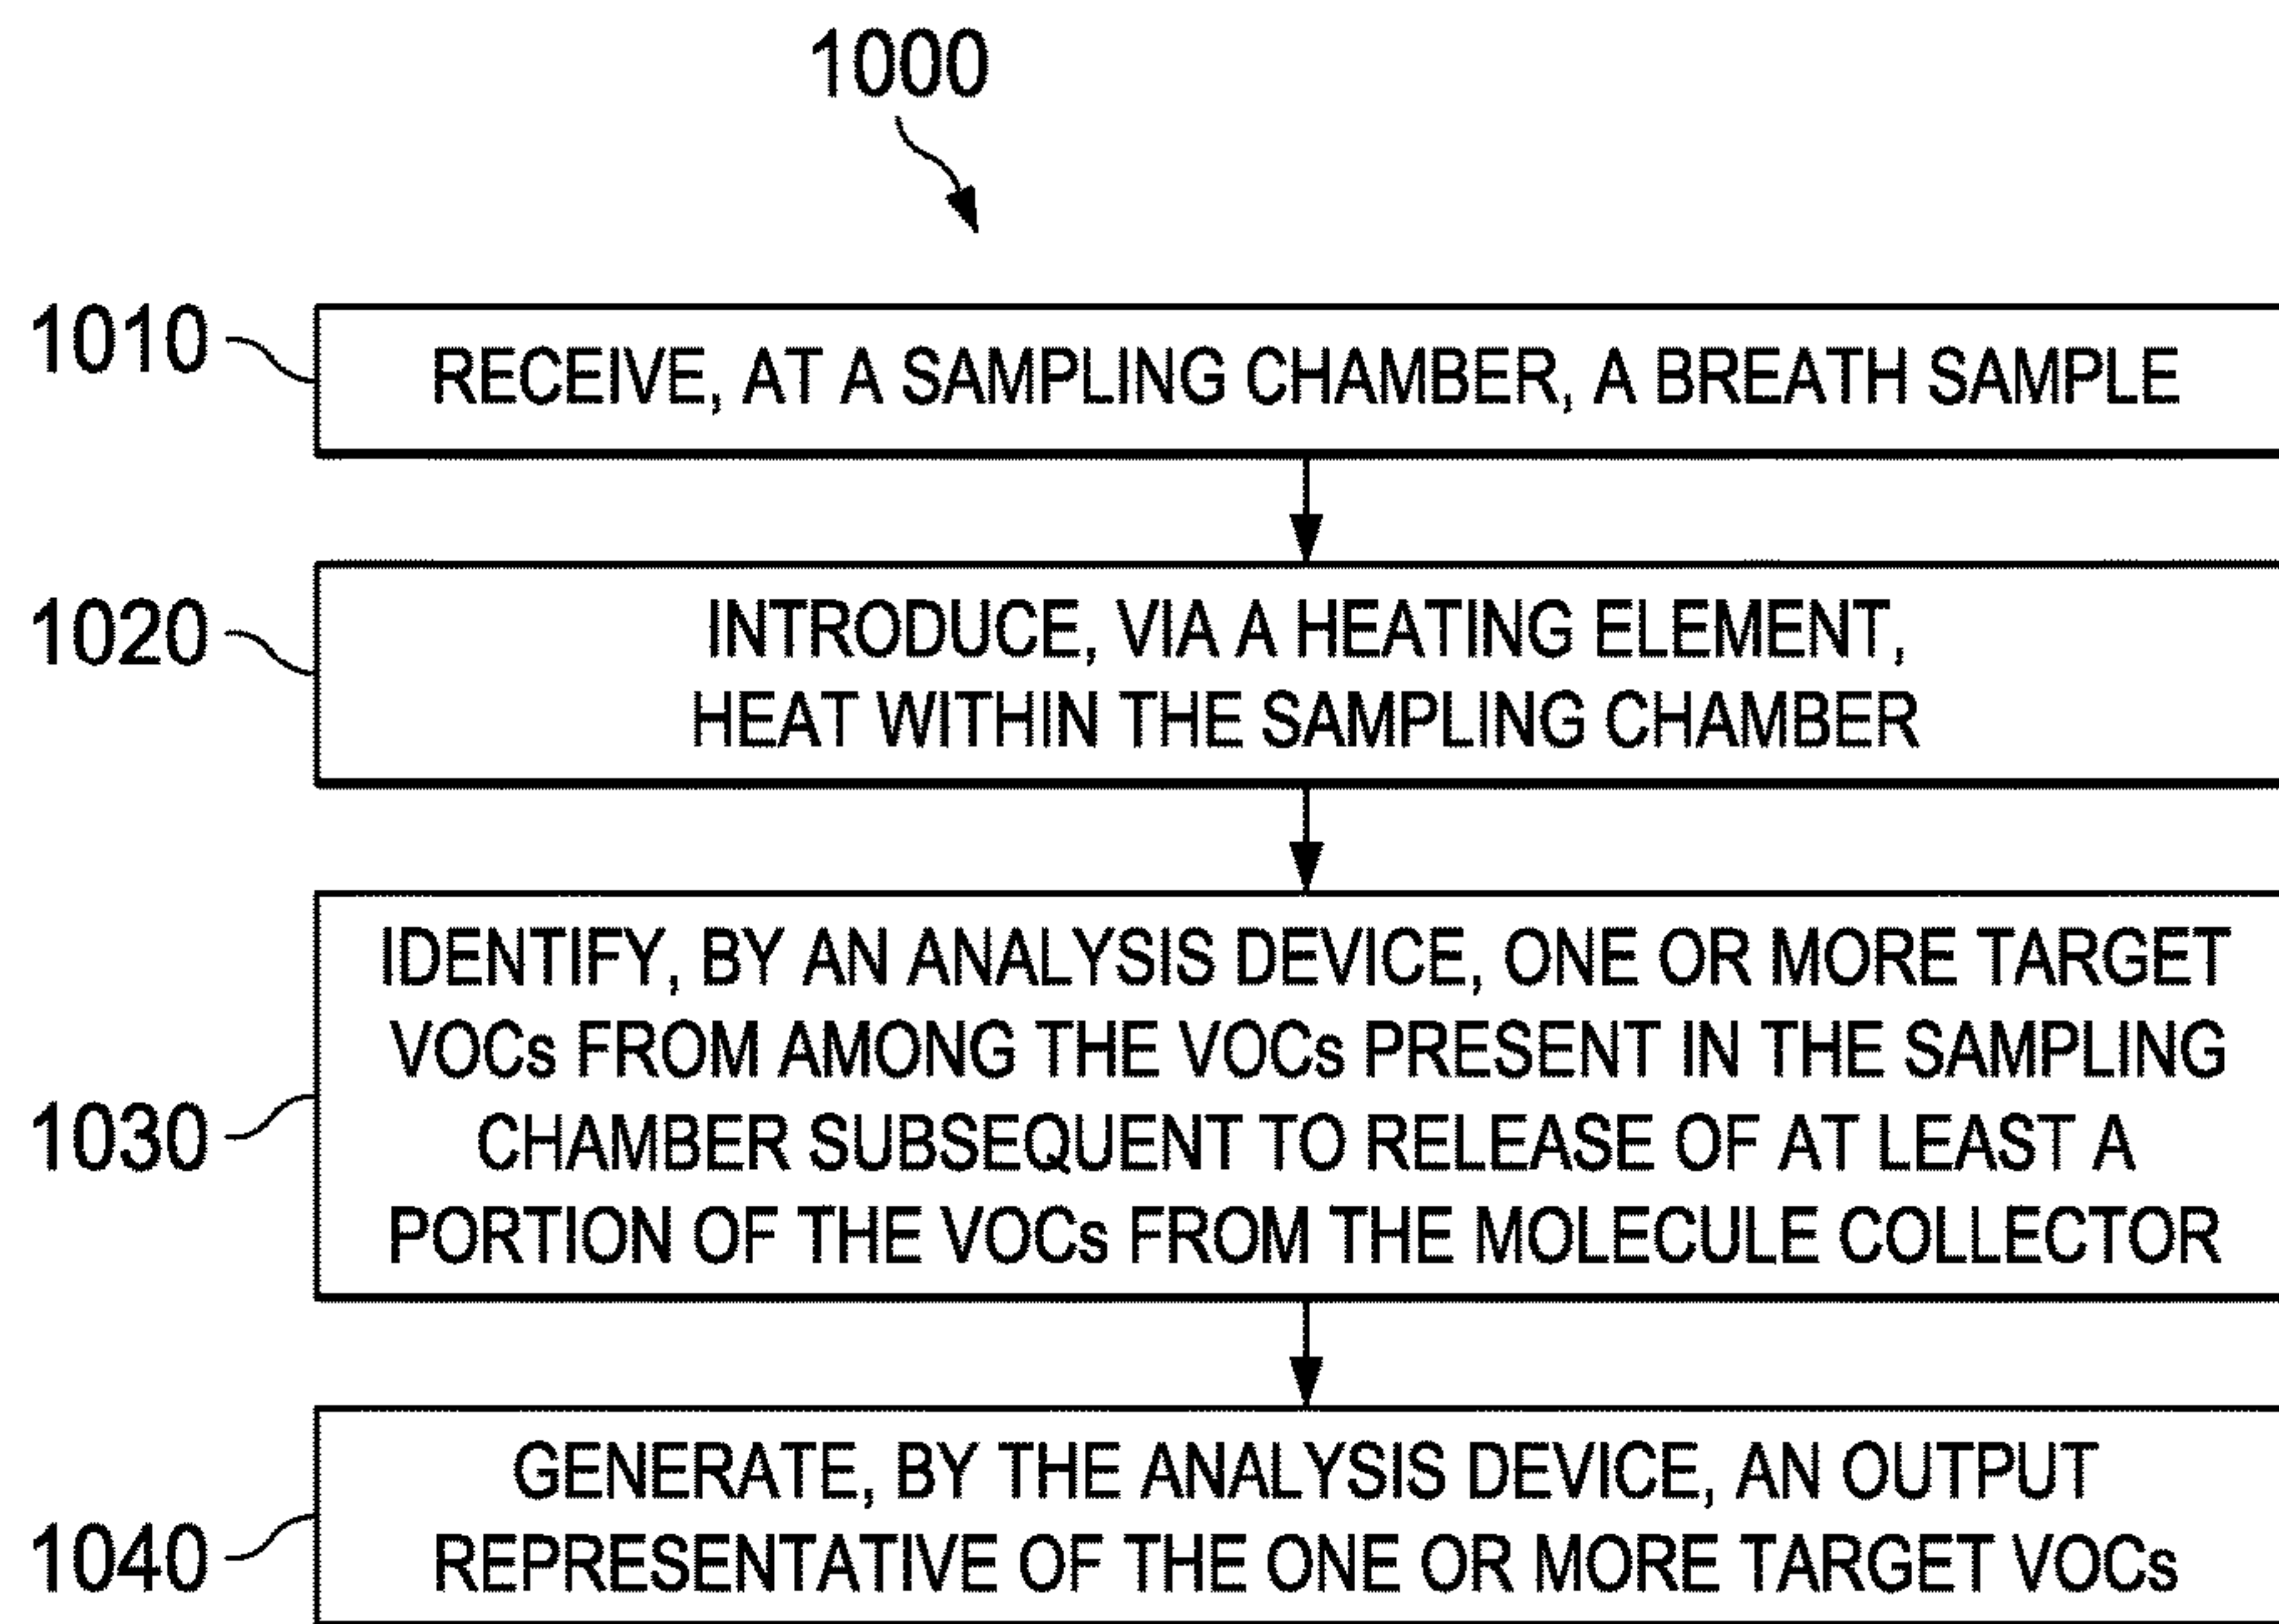 1000
1010
RECEIVE, AT A SAMPLING CHAMBER, A BREATH SAMPLE
1020
INTRODUCE, VIA A HEATING ELEMENT,
HEAT WITHIN THE SAMPLING CHAMBER
1030
IDENTIFY, BY AN ANALYSIS DEVICE, ONE OR MORE TARGET
VOCs FROM AMONG THE VOCs PRESENT IN THE SAMPLING
CHAMBER SUBSEQUENT TO RELEASE OF AT LEAST A
PORTION OF THE VOCs FROM THE MOLECULE COLLECTOR
1040
GENERATE, BY THE ANALYSIS DEVICE, AN OUTPUT
REPRESENTATIVE OF THE ONE OR MORE TARGET VOCs